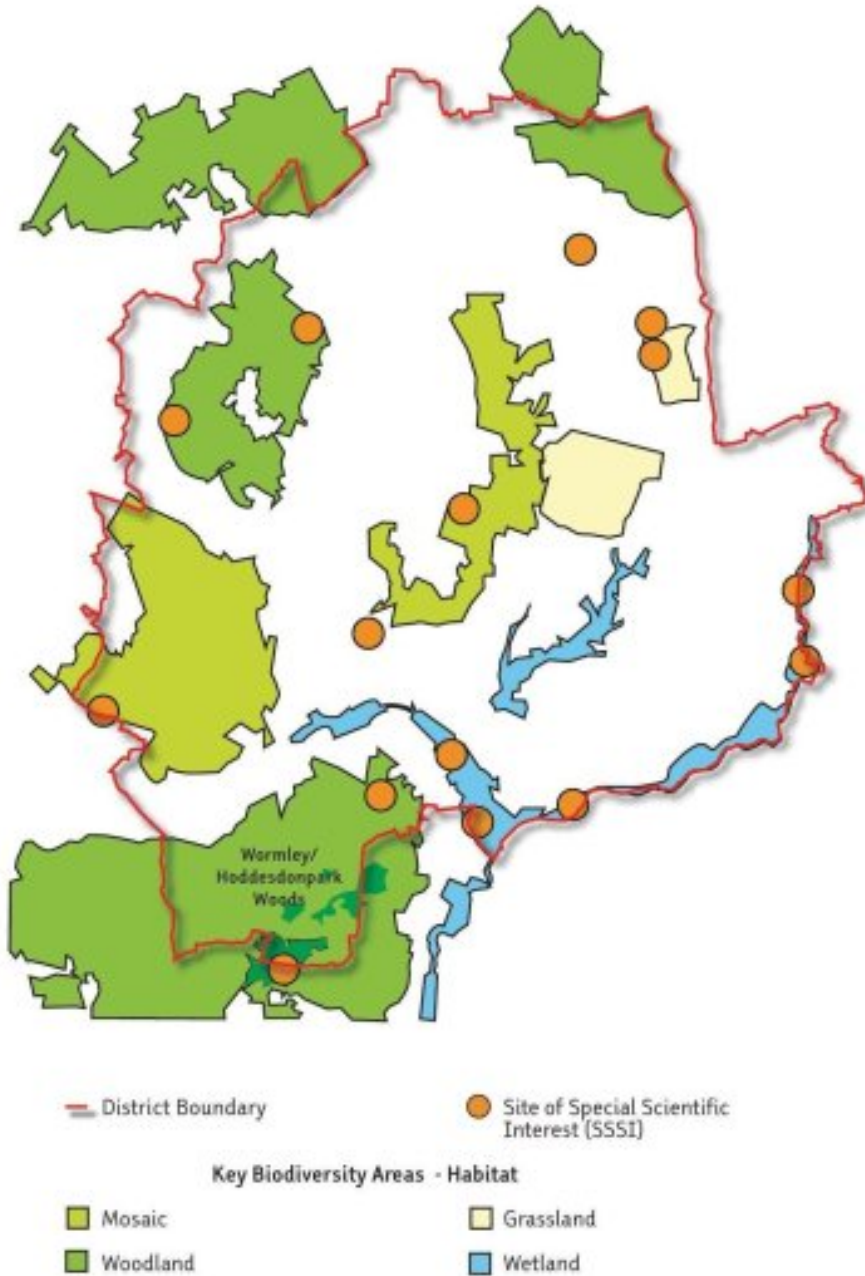 Wormley/
Hoddesdonpark
Woods
District Boundary
Site of Special Scientific
Interest (SSSI)
Key Biodiversity Areas - Habitat
Mosaic
Grassland
Woodland
Wetland